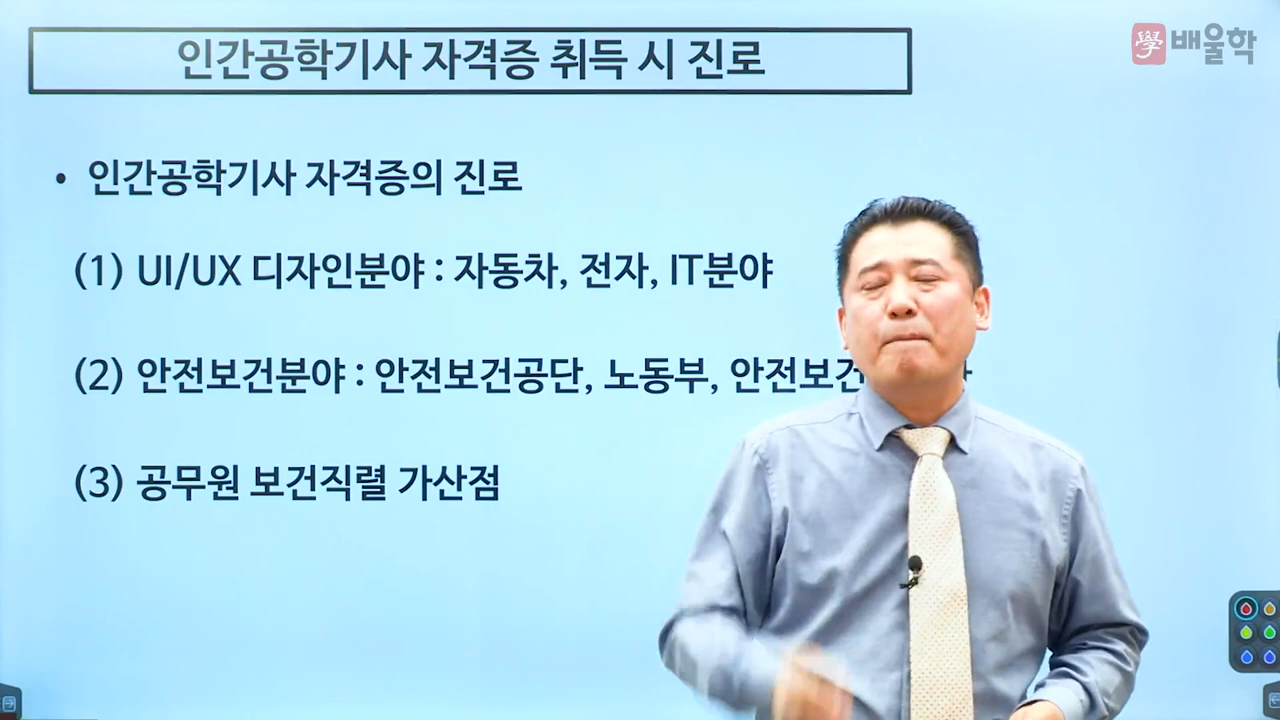 인간공학기사 자격증 취득 시 진로
學 배울학
• 인간공학기사 자격증의 진로
(1) UI/UX 디자인분야 : 자동차, 전자, IT분야
(2) 안전보건분야 : 안전보건공단, 노동부, 안전보건
(3) 공무원 보건직렬 가산점